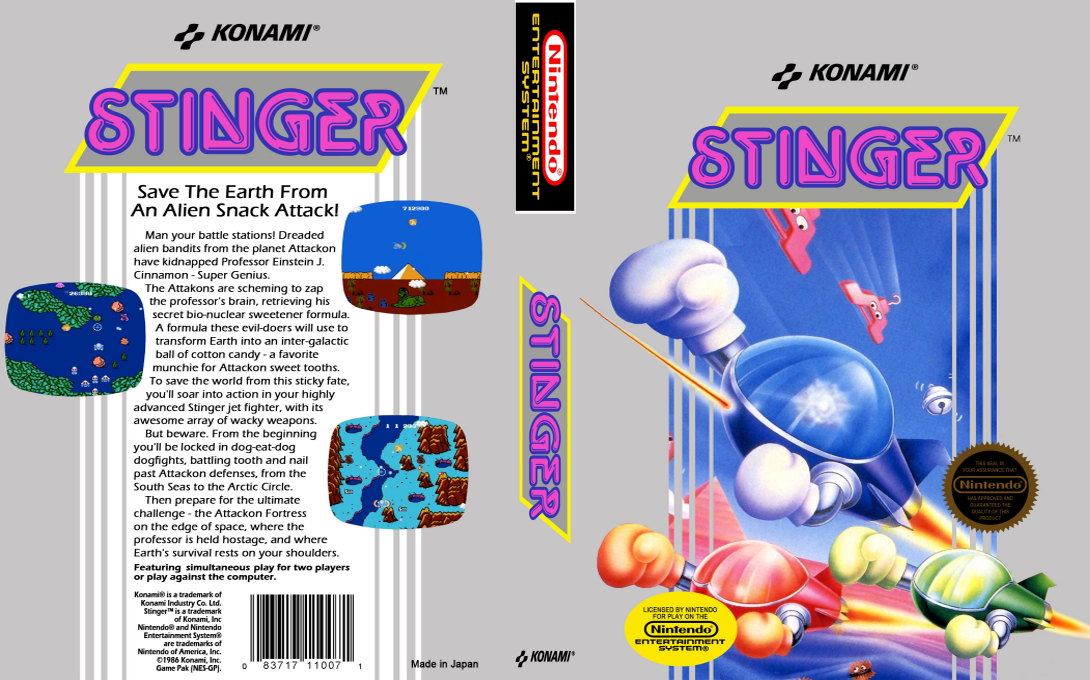 KONAMI®
STINGER
™
Save The Earth From
An Alien Snack Attack!
Man your battle stations! Dreaded
alien bandits from the planet Attackon
have kidnapped Professor Einstein J.
Cinnamon - Super Genius.
The Attakons are scheming to zap
the professor's brain, retrieving his
secret bio-nuclear sweetener formula.
A formula these evil-doers will use to
transform Earth into an inter-galactic
ball of cotton candy - a favorite
munchie for Attakon sweet tooths.
To save the world from this sticky fate,
you'll soar into action in your highly
advanced Stinger jet fighter, with its
awesome array of wacky weapons.
But beware. From the beginning
you'll be locked in dog-eat-dog
dogfights, battling tooth and nail
past Attakon defenses, from the
South Seas to the Arctic Circle.
Then prepare for the ultimate
challenge - the Attakon Fortress
on the edge of space, where the
professor is held hostage, and where
Earth's survival rests on your shoulders.
Featuring simultaneous play for two players
or play against the computer.
Konami® is a trademark of
Konami Industry Co. Ltd.
Stinger™ is a trademark
of Konami, Inc
Nintendo® and Nintendo
Entertainment System®
are trademarks of
Nintendo of America, Inc.
©1986 Konami, Inc.
Game Pak (NES-GP).
0 83717 11007 1
Made in Japan
Nintendo®
ENTERTAINMENT
SYSTEM®
STINGER
KONAMI®
KONAMI®
STINGER
TM
THIS SEAL IS
YOUR ASSURANCE THAT
Nintendo
HAS APPROVED AND
GUARANTEED THE
QUALITY OF THIS
PRODUCT
LICENSED BY NINTENDO
FOR PLAY ON THE
Nintendo
ENTERTAINMENT
SYSTEM®